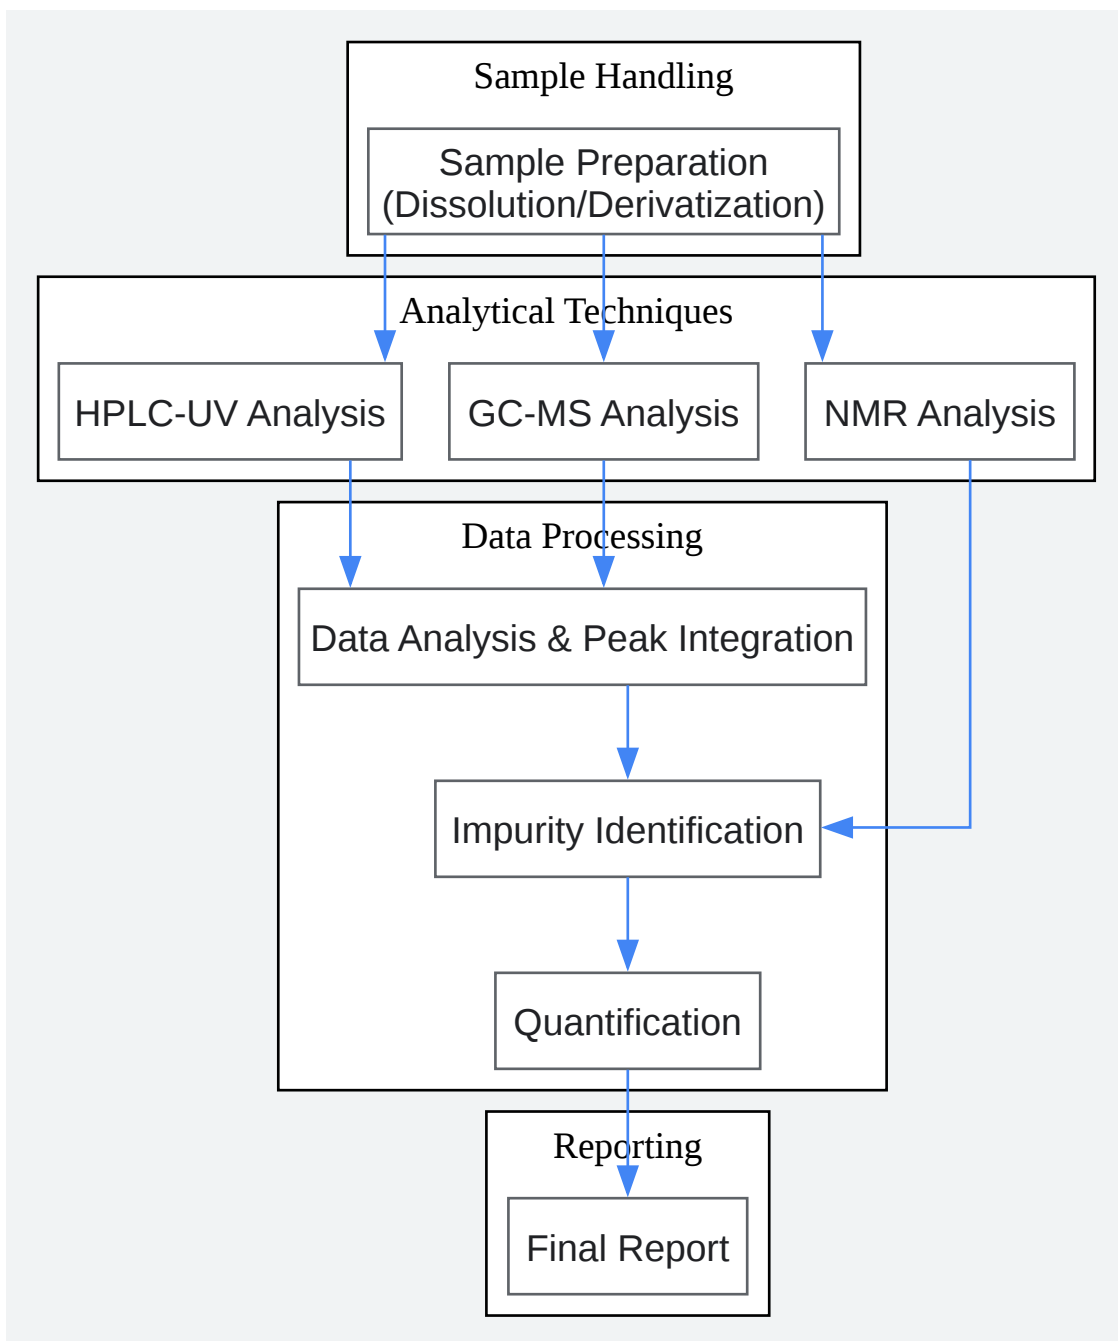 Sample Handling
Sample Preparation
(Dissolution/Derivatization)
Analytical Techniques
HPLC-UV Analysis
GC-MS Analysis
NMR Analysis
Data Processing
Data Analysis & Peak Integration
Impurity Identification
Quantification
Reporting
Final Report